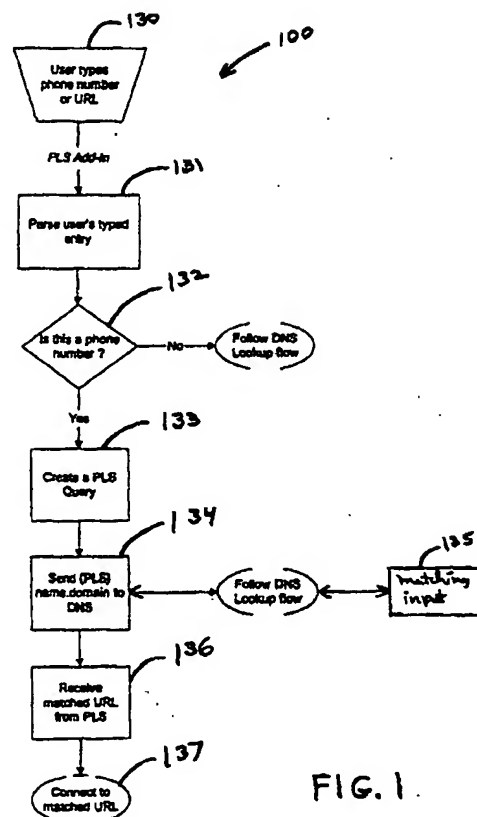 130
100
User types
phone number
or URL
PLS Add-In
131
Parse user's typed
entry
132
Is this a phone
number ?
No
Follow DNS
Lookup flow
Yes
133
Create a PLS
Query
134
Send (PLS)
name.domain to
DNS
Follow DNS
Lookup flow
135
matching
input
136
Receive
matched URL
from PLS
137
Connect to
matched URL
FIG. 1